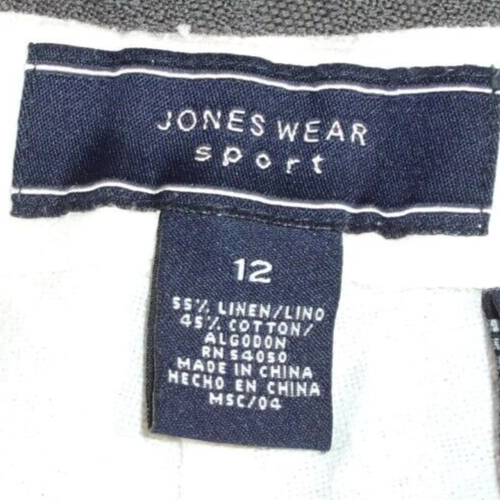 JONES WEAR
sport
12
55% LINEN/LINO
45% COTTON/
ALGODON
RN 54050
MADE IN CHINA
HECHO EN CHINA
MSC/04